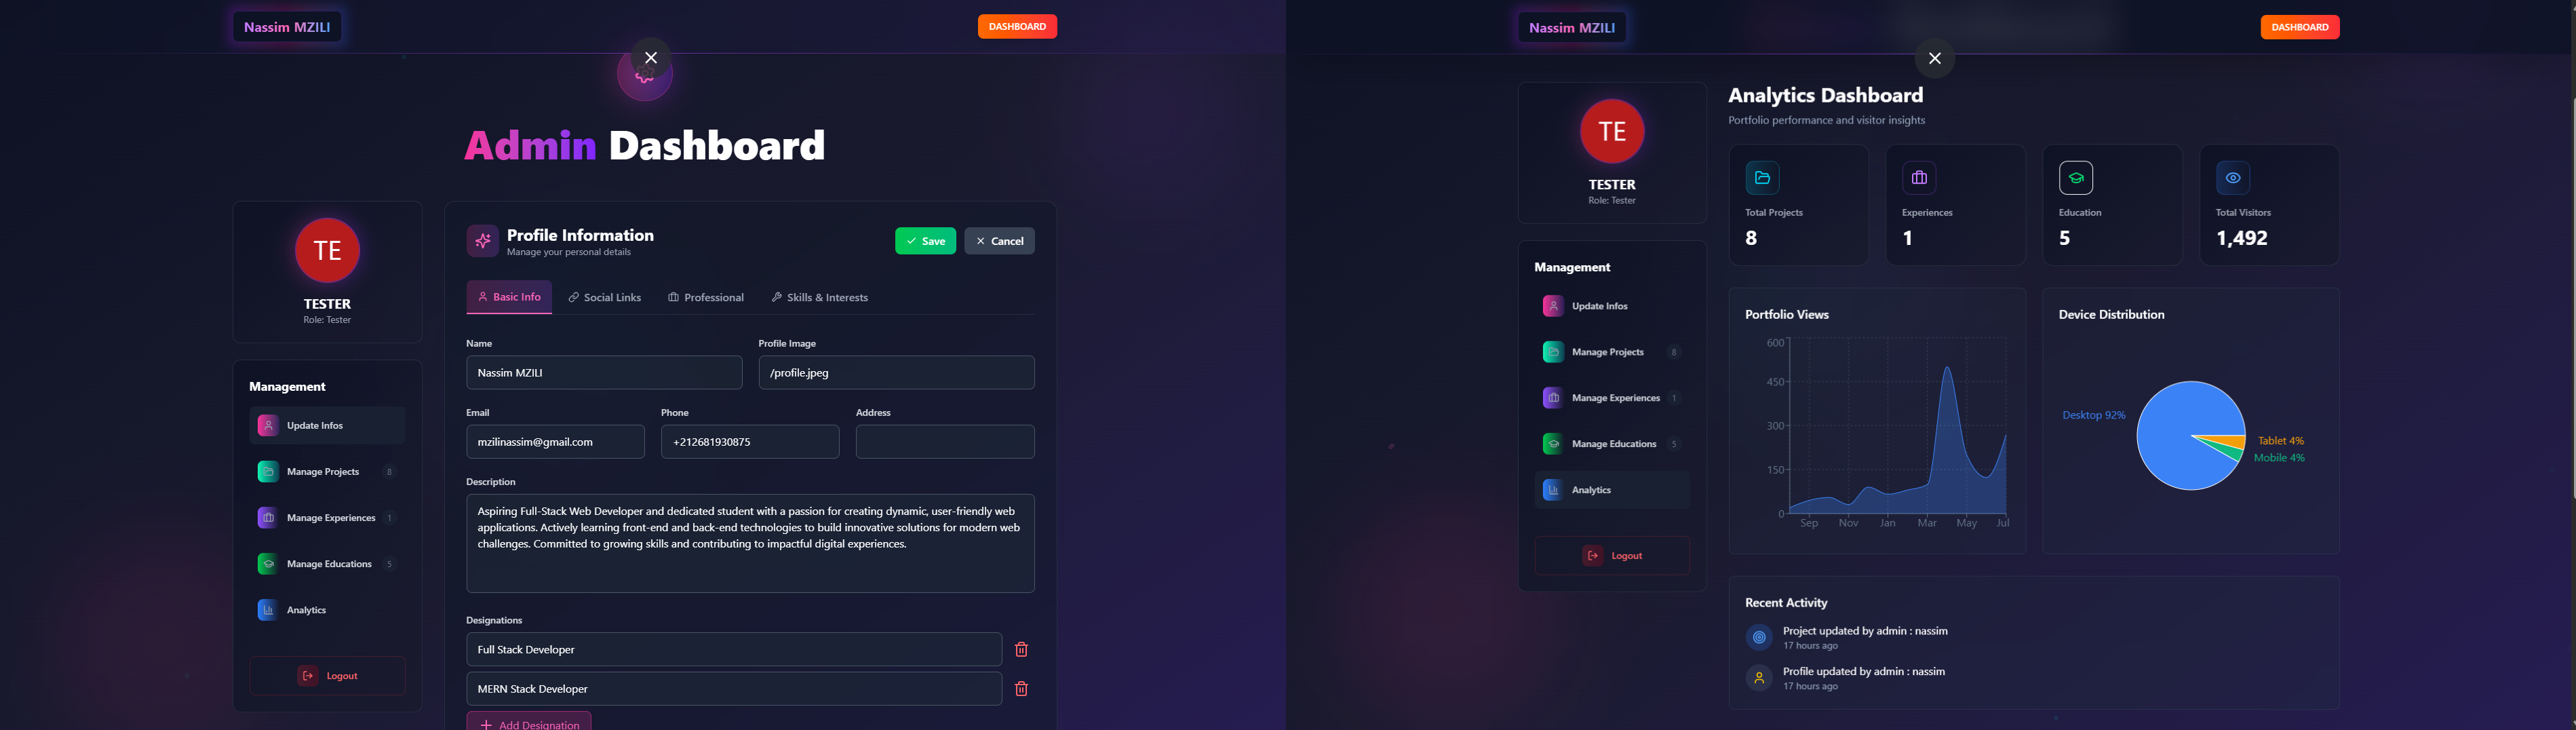 Nassim MZILI
DASHBOARD
Admin Dashboard
TE
TESTER
Role: Tester
Management
Update Infos
Manage Projects 8
Manage Experiences 1
Manage Educations 5
Analytics
Logout
Profile Information
Manage your personal details
Save
Cancel
Basic Info
Social Links
Professional
Skills & Interests
Name
Profile Image
Nassim MZILI
/profile.jpeg
Email
Phone
Address
mzilinassim@gmail.com
+212681930875
Description
Aspiring Full-Stack Web Developer and dedicated student with a passion for creating dynamic, user-friendly web
applications. Actively learning front-end and back-end technologies to build innovative solutions for modern web
challenges. Committed to growing skills and contributing to impactful digital experiences.
Designations
Full Stack Developer
MERN Stack Developer
Add Designation
Nassim MZILI
DASHBOARD
TE
TESTER
Role: Tester
Management
Update Infos
Manage Projects 8
Manage Experiences 1
Manage Educations 5
Analytics
Logout
Analytics Dashboard
Portfolio performance and visitor insights
Total Projects
8
Experiences
1
Education
5
Total Visitors
1,492
Portfolio Views
600
450
300
150
0
Sep Nov Jan Mar May Jul
Device Distribution
Desktop 92%
Tablet 4%
Mobile 4%
Recent Activity
Project updated by admin : nassim
17 hours ago
Profile updated by admin : nassim
17 hours ago